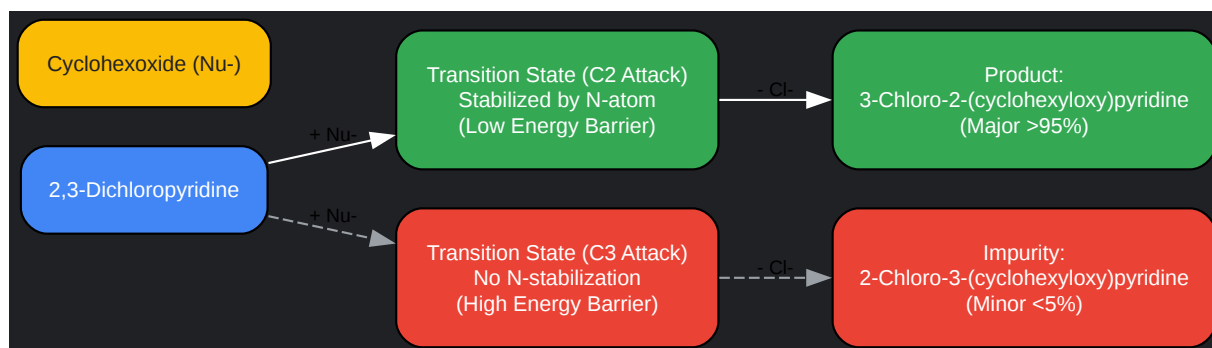 Cyclohexoxide (Nu-)
2,3-Dichloropyridine
+ Nu-
+ Nu-
Transition State (C2 Attack)
Stabilized by N-atom
(Low Energy Barrier)
- Cl-
Product:
3-Chloro-2-(cyclohexyloxy)pyridine
(Major >95%)
Transition State (C3 Attack)
No N-stabilization
(High Energy Barrier)
- Cl-
Impurity:
2-Chloro-3-(cyclohexyloxy)pyridine
(Minor <5%)